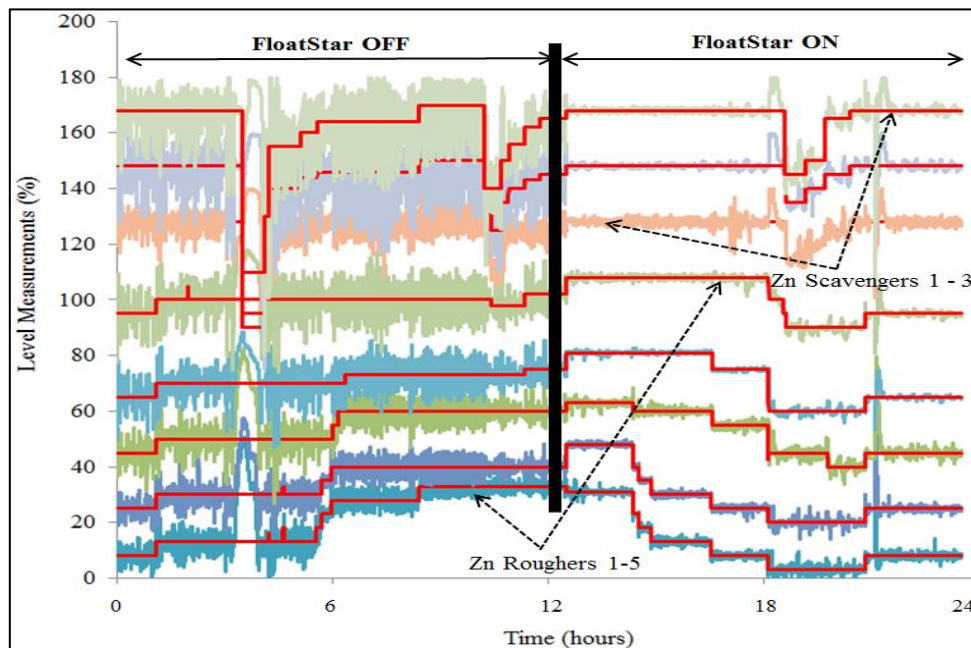 200
FloatStar OFF
FloatStar ON
180
160
140
120
100
80
60
40
20
0
Level Measurements (%)
Zn Scavengers 1 - 3
Zn Roughers 1-5
0
6
12
18
24
Time (hours)